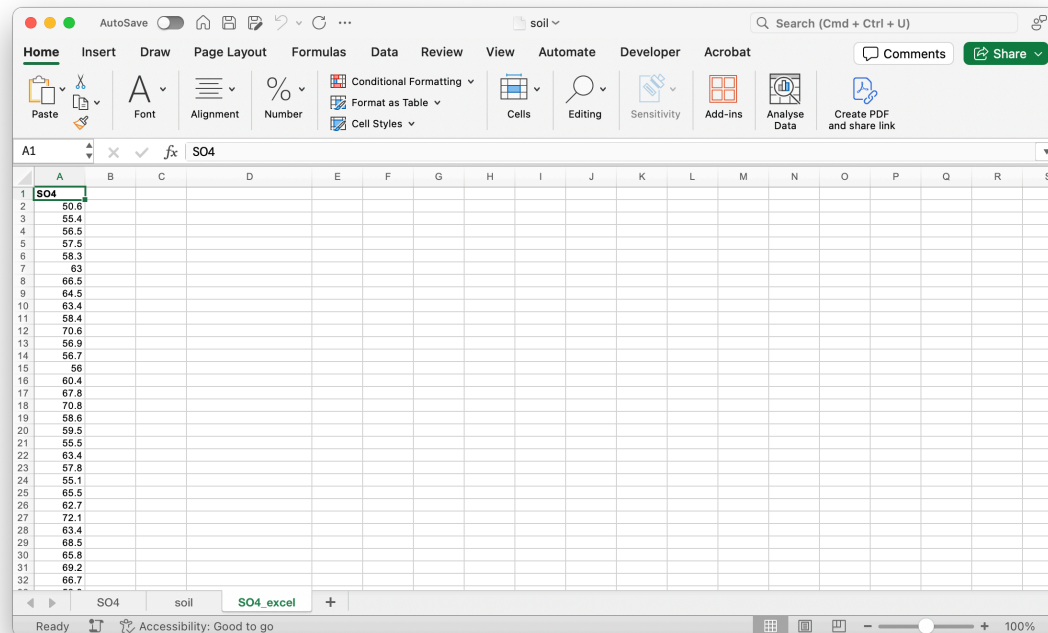 AutoSave
soil
Search (Cmd + Ctrl + U)
Home Insert Draw Page Layout Formulas Data Review View Automate Developer Acrobat Comments Share
Paste
Font
Alignment
Number
Conditional Formatting
Format as Table
Cell Styles
Cells
Editing
Sensitivity
Add-ins
Analyse
Data
Create PDF
and share link
A1 fx SO4
A B C D E F G H I J K L M N O P Q R S
1 SO4
2 50.6
3 55.4
4 56.5
5 57.5
6 58.3
7 63
8 66.5
9 64.5
10 63.4
11 58.4
12 70.6
13 56.9
14 56.7
15 56
16 60.4
17 67.8
18 70.8
19 58.6
20 59.5
21 55.5
22 63.4
23 57.8
24 55.1
25 65.5
26 62.7
27 72.1
28 63.4
29 68.5
30 65.8
31 69.2
32 66.7
SO4 soil SO4_excel +
Ready Accessibility: Good to go 100%